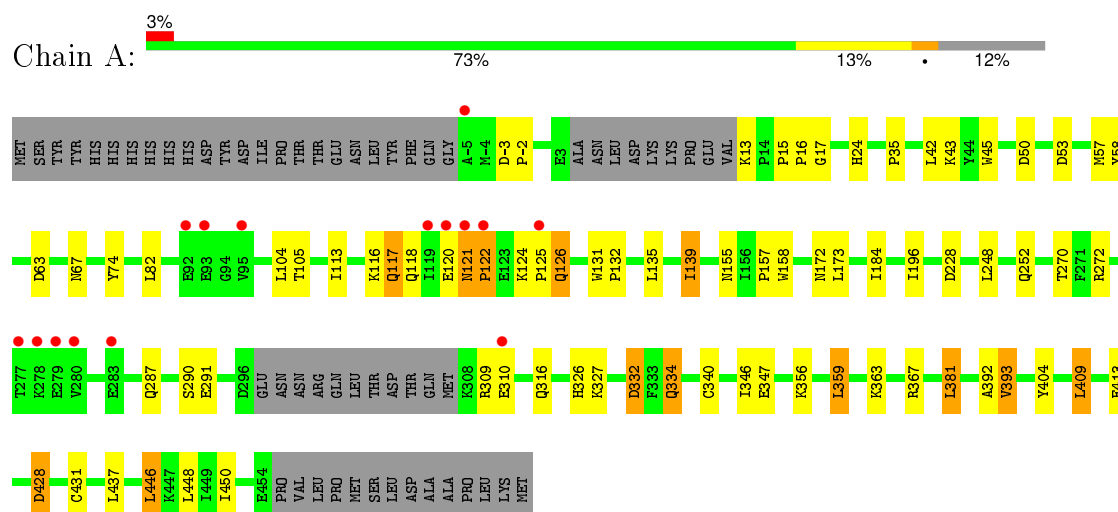 3%
Chain A:
73% 13% • 12%
MET SER TYR TYR HIS HIS HIS HIS HIS HIS ASP TYR ASP ILE PRO THR THR GLU ASN LEU TYR PHE GLN GLY A-5 M-4 D-3 P-2 E3 ALA ASN LEU ASP LYS LYS PRO GLU VAL K13 P14 P15 P16 G17 H24 P35 L42 K43 Y44 W45 D50 D53 M57 Y58
D63 N67 Y74 L82 E92 E93 G94 V95 L104 T105 I113 K116 Q117 Q118 I119 E120 N121 P122 E123 K124 P125 Q126 W131 P132 L135 I139 N155 I156 P157 W158 N172 L173 I184 I196 D228 L248 Q252 T270 F271 R272
T277 K278 E279 V280 E283 Q287 S290 E291 D296 GLU ASN ASN ARG GLN LEU THR ASP THR GLN MET K308 R309 E310 Q316 H326 K327 D332 F333 Q334 C340 I346 E347 K356 L359 K363 R367 L381 A392 V393 Y404 L409
D428 C431 L437 L446 K447 L448 I449 I450 E454 PRO VAL LEU PRO MET SER LEU ASP ALA ALA PRO LEU LYS MET